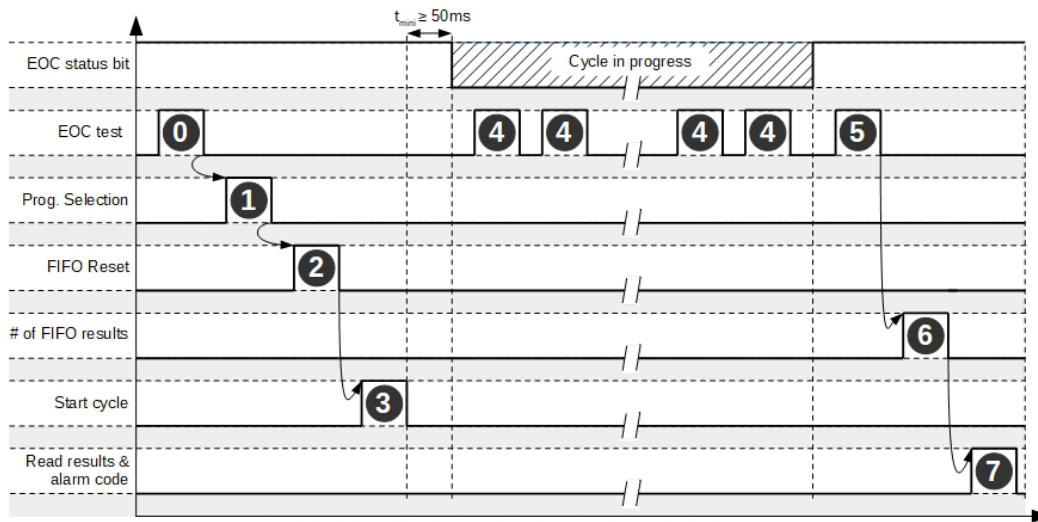 tmini ≥ 50ms
EOC status bit
Cycle in progress
EOC test
0
4
4
4
4
5
Prog. Selection
1
FIFO Reset
2
# of FIFO results
6
Start cycle
3
Read results &
alarm code
7